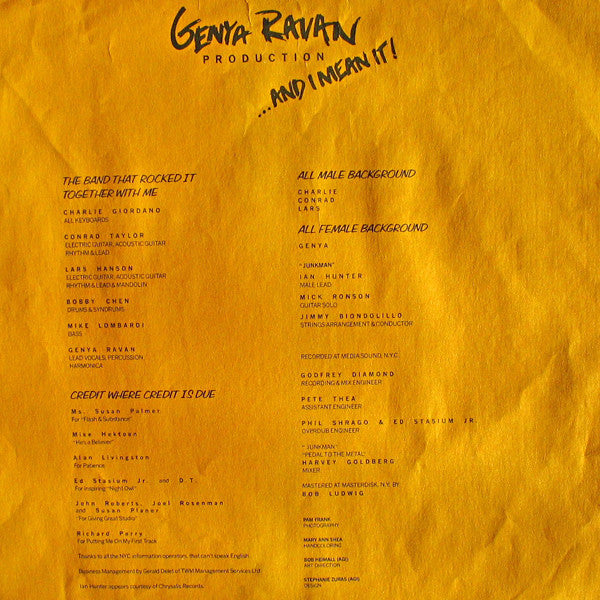 GENYA RAVAN
PRODUCTION
...AND I MEAN IT!
THE BAND THAT ROCKED IT
TOGETHER WITH ME
CHARLIE GIORDANO
ALL KEYBOARDS
CONRAD TAYLOR
ELECTRIC GUITAR, ACOUSTIC GUITAR
RHYTHM & LEAD
LARS HANSON
ELECTRIC GUITAR, ACOUSTIC GUITAR
RHYTHM & LEAD & MANDOLIN
BOBBY CHEN
DRUMS & SYNDRUMS
MIKE LOMBARDI
BASS
GENYA RAVAN
LEAD VOCALS, PERCUSSION
HARMONICA
CREDIT WHERE CREDIT IS DUE
Ms. Susan Palmer
For "Flash & Substance"
Mike Hektoen
"He's a Believer"
Alan Livingston
For Patience
Ed Stasium Jr. and D.T.
For Inspiring "Night Owl"
John Roberts, Joel Rosenman
and Susan Planer
"For Giving Great Studio"
Richard Perry
For Putting Me On My First Track
Thanks to all the NYC information operators, that can't speak English.
Business Management by Gerald Delet of TWM Management Services Ltd.
Ian Hunter appears courtesy of Chrysalis Records.
ALL MALE BACKGROUND
CHARLIE
CONRAD
LARS
ALL FEMALE BACKGROUND
GENYA
"JUNKMAN"
IAN HUNTER
MALE LEAD
MICK RONSON
GUITAR SOLO
JIMMY BIONDOLILLO
STRINGS ARRANGEMENT & CONDUCTOR
RECORDED AT MEDIA SOUND, N.Y.C.
GODFREY DIAMOND
RECORDING & MIX ENGINEER
PETE THEA
ASSISTANT ENGINEER
PHIL SHRAGO & ED STASIUM JR.
OVERDUB ENGINEER
"JUNKMAN"
"PEDAL TO THE METAL"
HARVEY GOLDBERG
MIXER
MASTERED AT MASTERDISK, N.Y. BY
BOB LUDWIG
PAM FRANK
PHOTOGRAPHY
MARY ANN SHEA
HANDCOLORING
BOB HEIMALL (AGI)
ART DIRECTION
STEPHANIE ZURAS (AGI)
DESIGN